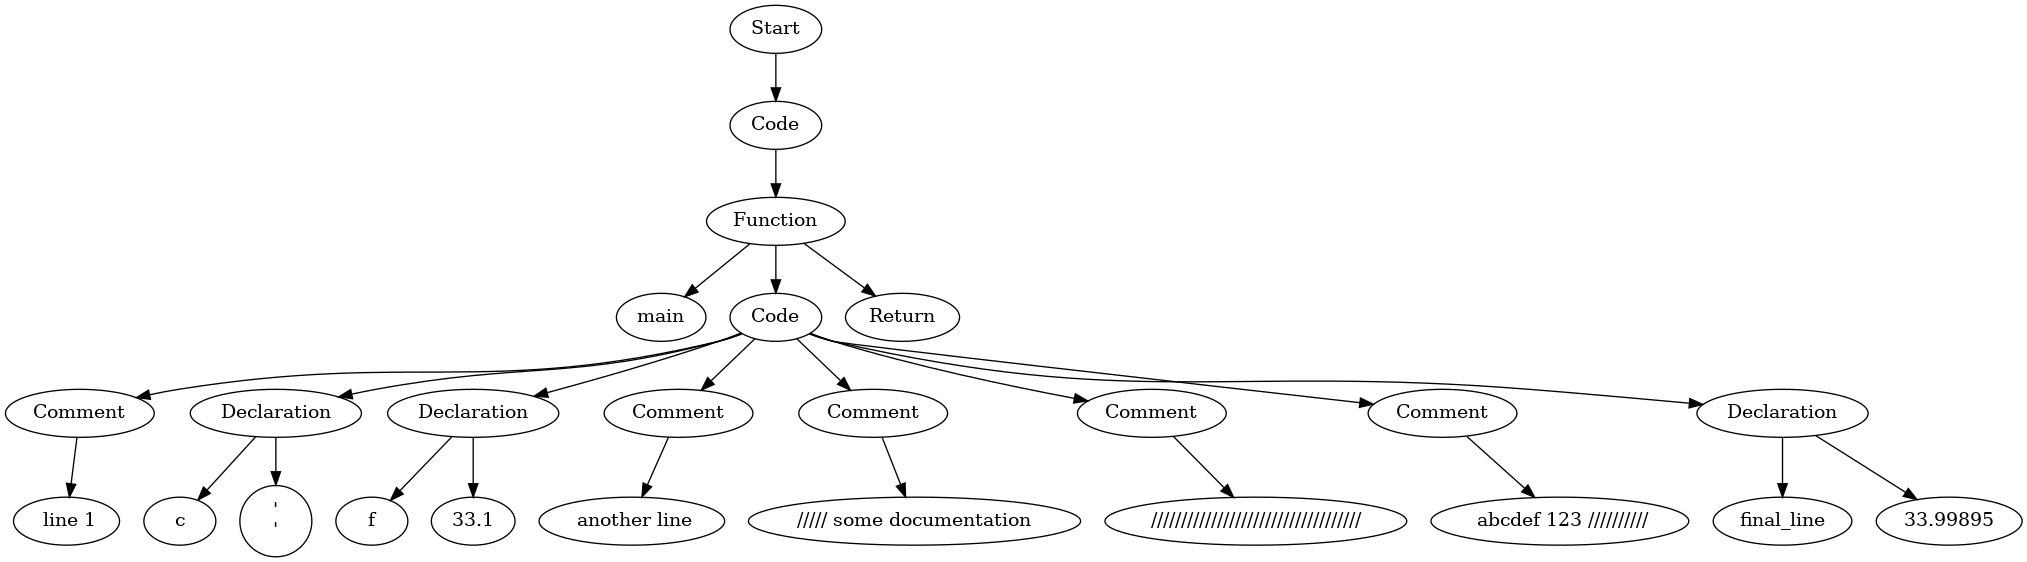 Start
Code
Function
main
Code
Return
Comment
Declaration
Declaration
Comment
Comment
Comment
Comment
Declaration
line 1
c
'
'
f
33.1
another line
///// some documentation
///////////////////////////////////
abcdef 123 //////////
final_line
33.99895